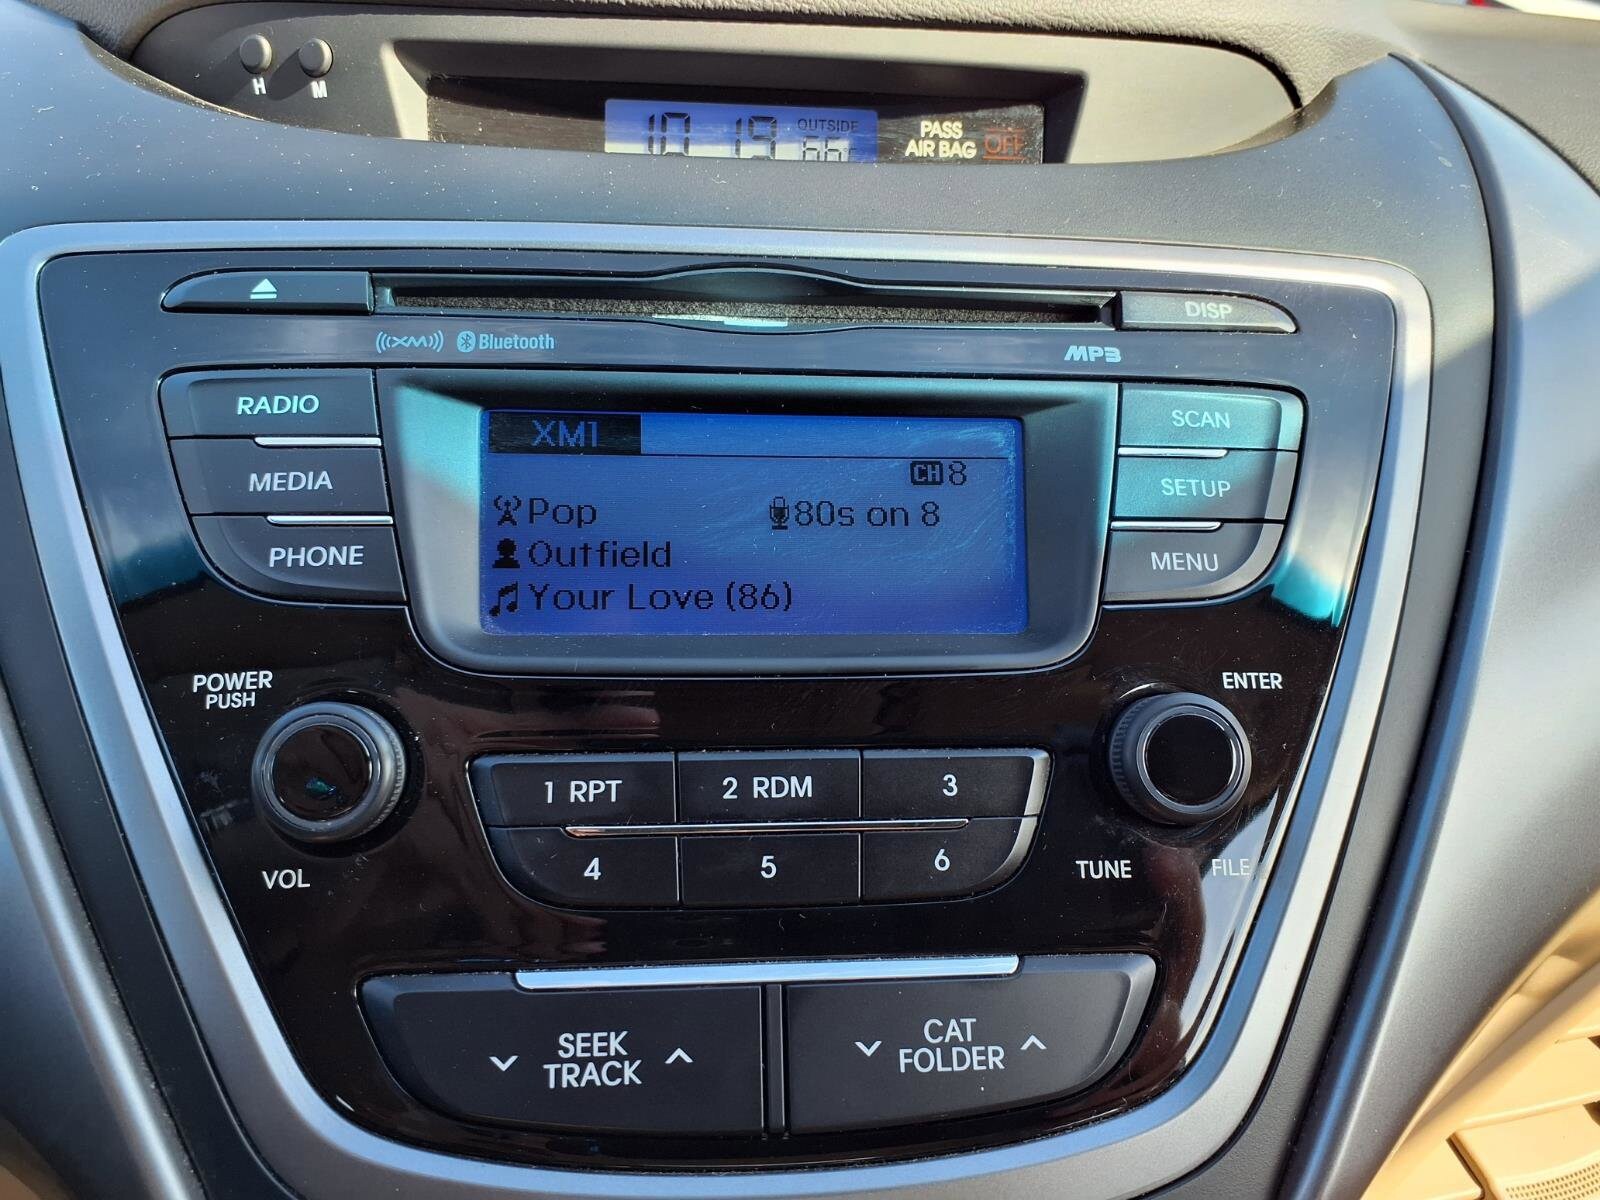 H M
10 19 OUTSIDE
PASS
AIR BAG OFF
DISP
XM Bluetooth MP3
RADIO
MEDIA
PHONE
XM1
CH 8
Pop 80s on 8
Outfield
Your Love (86)
SCAN
SETUP
MENU
POWER
PUSH
VOL
1 RPT 2 RDM 3
4 5 6
ENTER
TUNE FILE
SEEK
TRACK
CAT
FOLDER